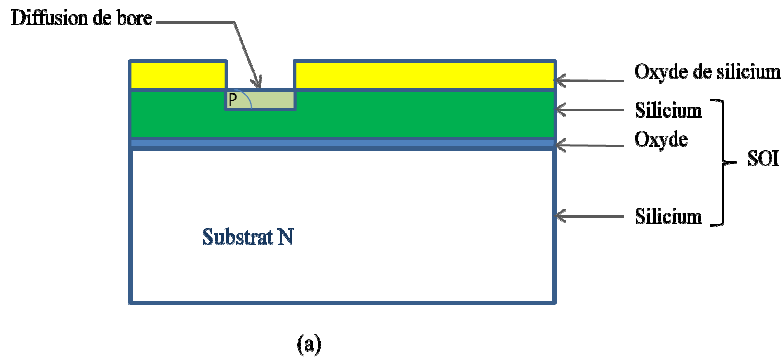 Diffusion de bore
Oxyde de silicium
P
Silicium
Oxyde
SOI
Silicium
Substrat N
(a)